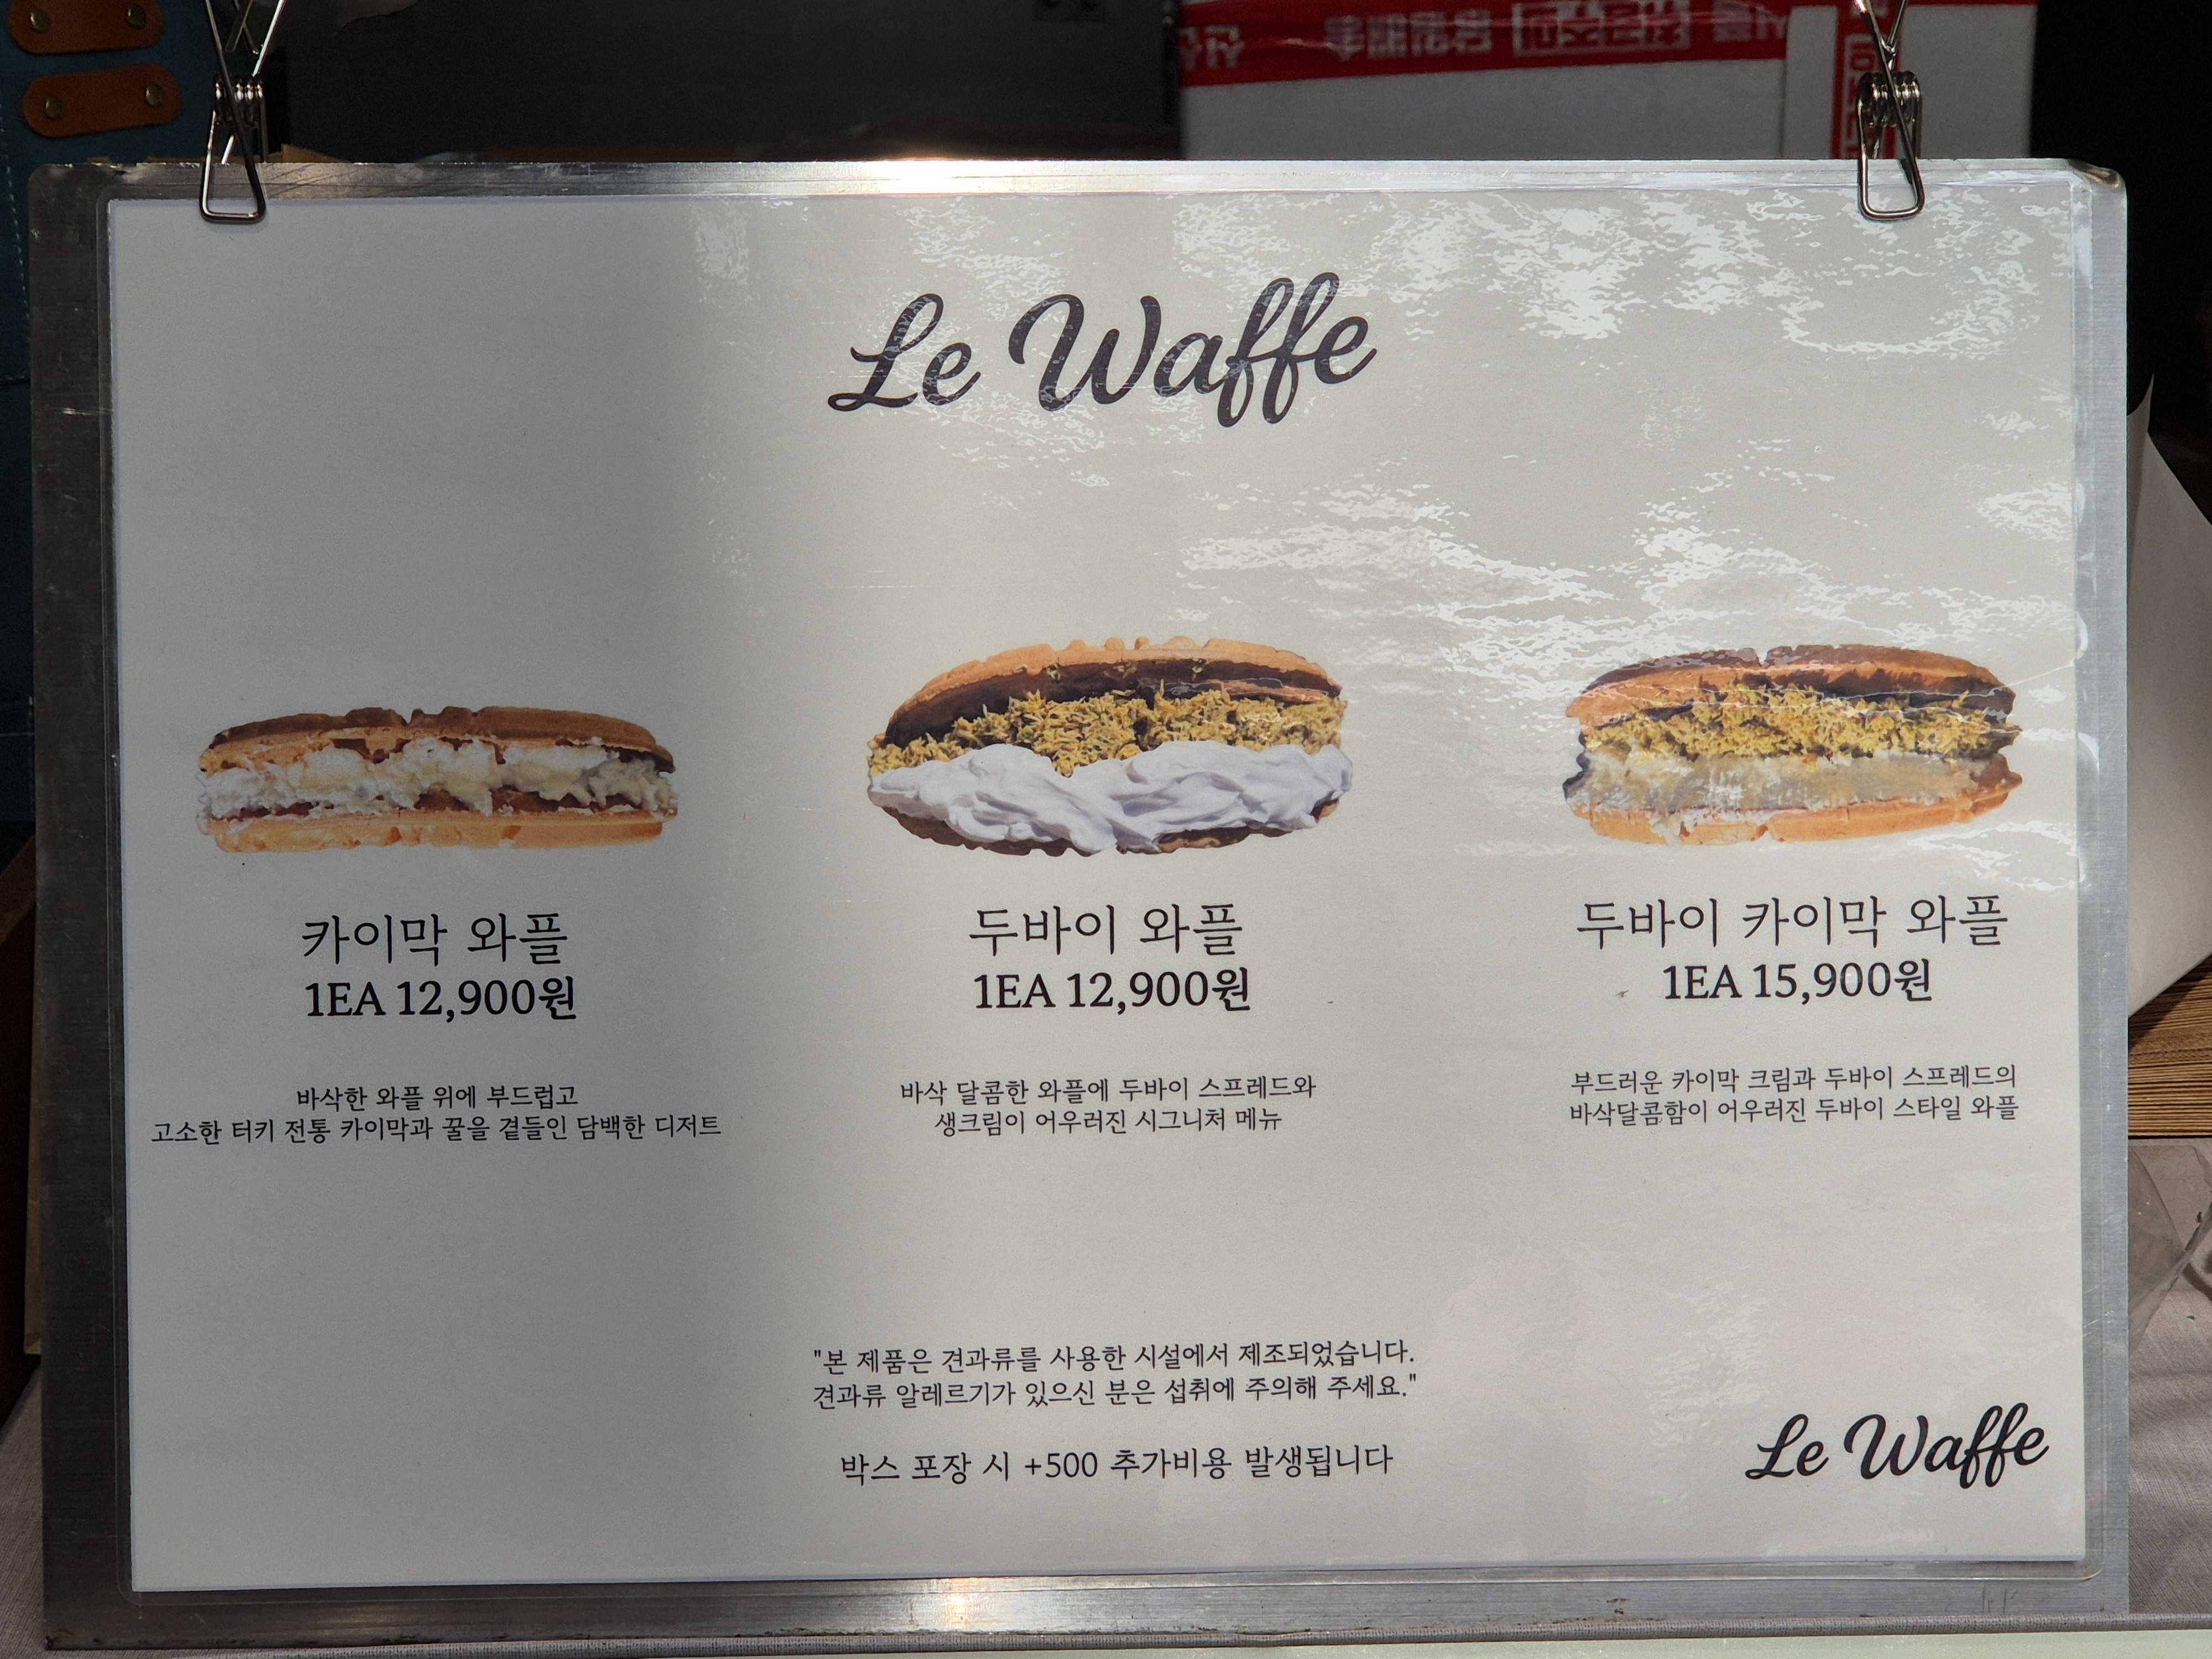 Le Waffe
카이막 와플
1EA 12,900원
바삭한 와플 위에 부드럽고
고소한 터키 전통 카이막과 꿀을 곁들인 담백한 디저트
두바이 와플
1EA 12,900원
바삭 달콤한 와플에 두바이 스프레드와
생크림이 어우러진 시그니처 메뉴
두바이 카이막 와플
1EA 15,900원
부드러운 카이막 크림과 두바이 스프레드의
바삭달콤함이 어우러진 두바이 스타일 와플
"본 제품은 견과류를 사용한 시설에서 제조되었습니다.
견과류 알레르기가 있으신 분은 섭취에 주의해 주세요."
박스 포장 시 +500 추가비용 발생됩니다
Le Waffe